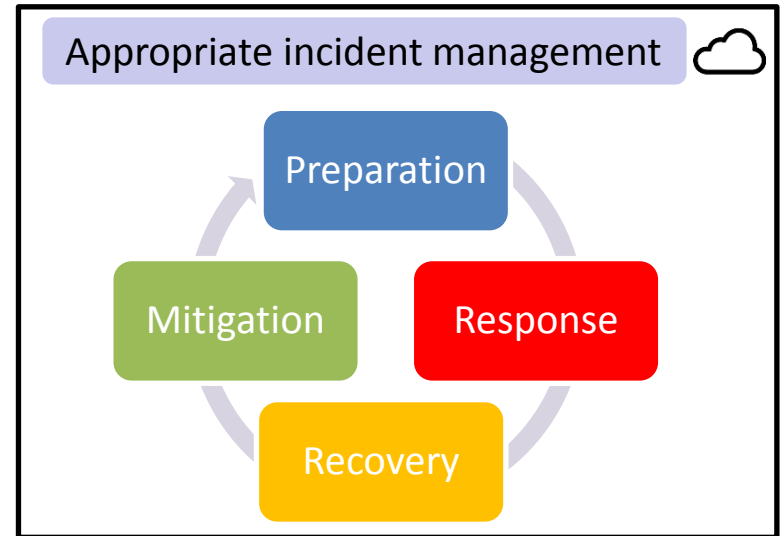 Appropriate incident management
Preparation
Mitigation
Response
Recovery